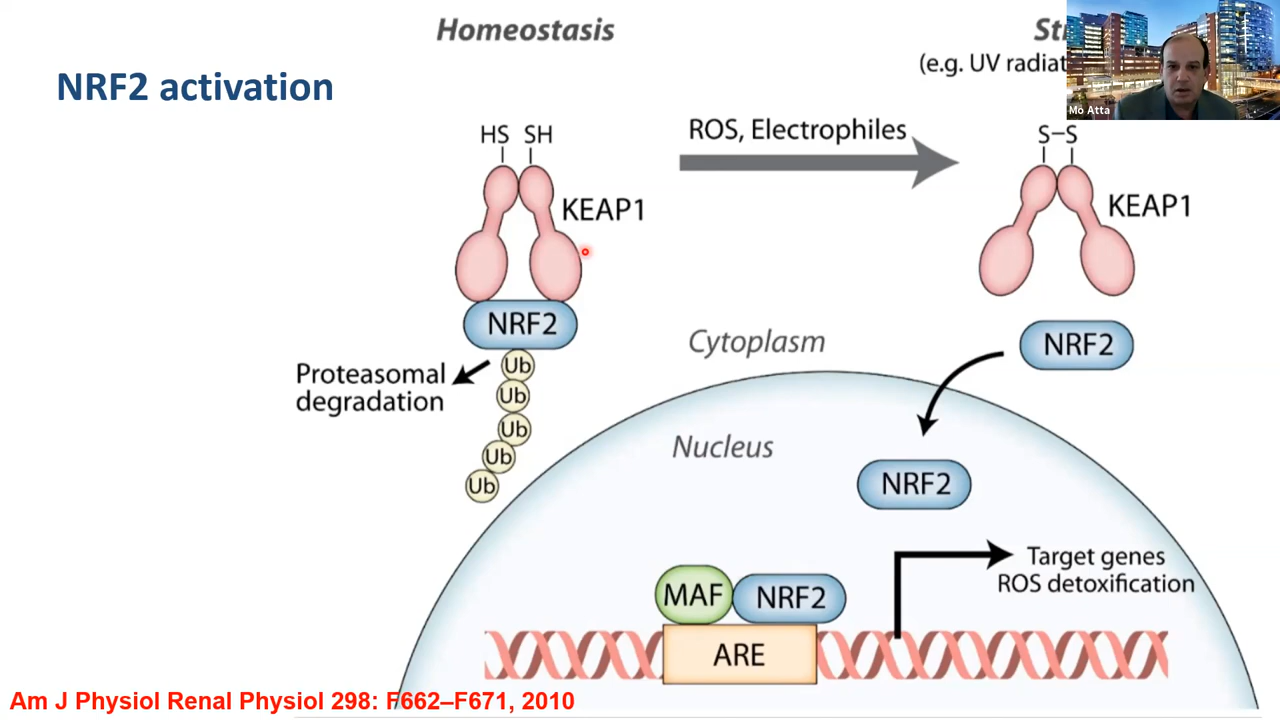 Homeostasis
(e.g. UV radiat
Mo Atta
NRF2 activation
HS SH
ROS, Electrophiles
S–S
KEAP1
KEAP1
NRF2
Cytoplasm
NRF2
Proteasomal
degradation
Ub
Ub
Ub
Ub
Ub
Nucleus
NRF2
Target genes
ROS detoxification
MAF
NRF2
ARE
Am J Physiol Renal Physiol 298: F662–F671, 2010